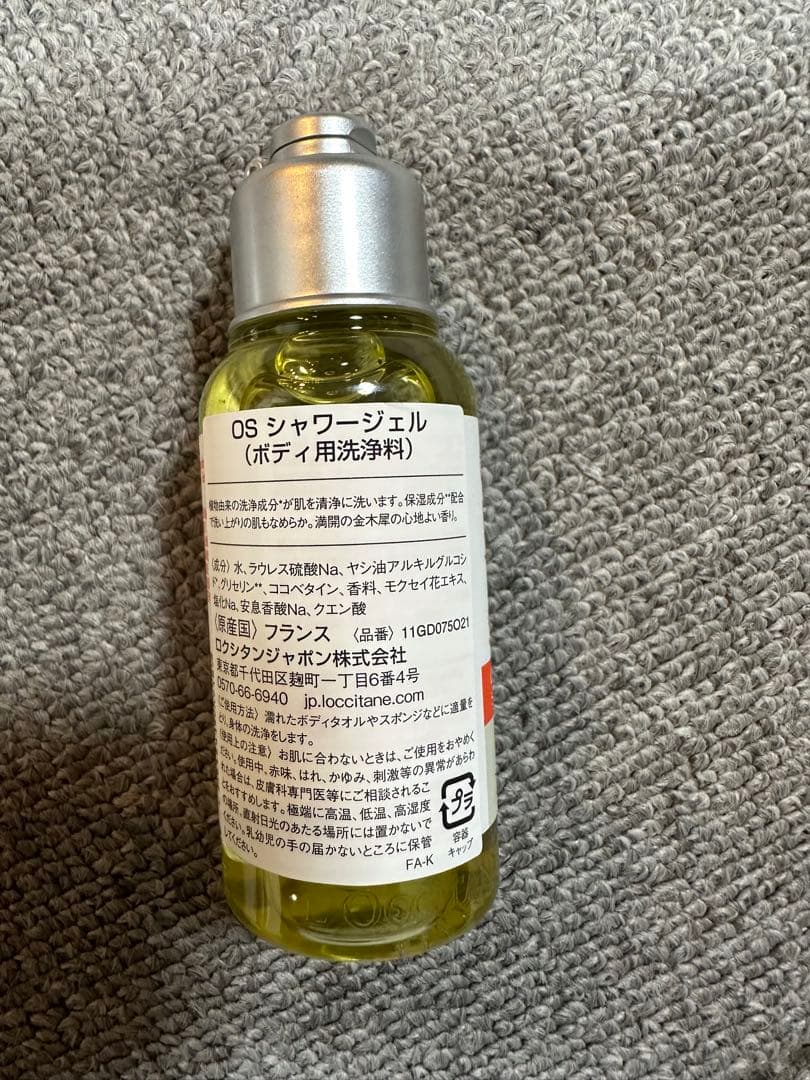 OS シャワージェル
(ボディ用洗浄料)
植物由来の洗浄成分*が肌を清浄に洗います。保湿成分**配合
で洗い上がりの肌もなめらか。満開の金木犀の心地よい香り。
〈成分〉水、ラウレス硫酸Na、ヤシ油アルキルグルコシ
ド*、グリセリン**、ココベタイン、香料、モクセイ花エキス、
塩化Na、安息香酸Na、クエン酸
〈原産国〉フランス 〈品番〉11GD075O21
ロクシタンジャポン株式会社
東京都千代田区麹町一丁目6番4号
0570-66-6940 jp.loccitane.com
〈ご使用方法〉濡れたボディタオルやスポンジなどに適量を
とり、身体の洗浄をします。
〈使用上の注意〉お肌に合わないときは、ご使用をおやめく
ださい。使用中、赤味、はれ、かゆみ、刺激等の異常があらわ
れた場合は、皮膚科専門医等にご相談されるこ
とをおすすめします。極端に高温、低温、高湿度
の場所、直射日光のあたる場所には置かないで
ください。乳幼児の手の届かないところに保管
してください。
プラ
容器
キャップ
FA-K